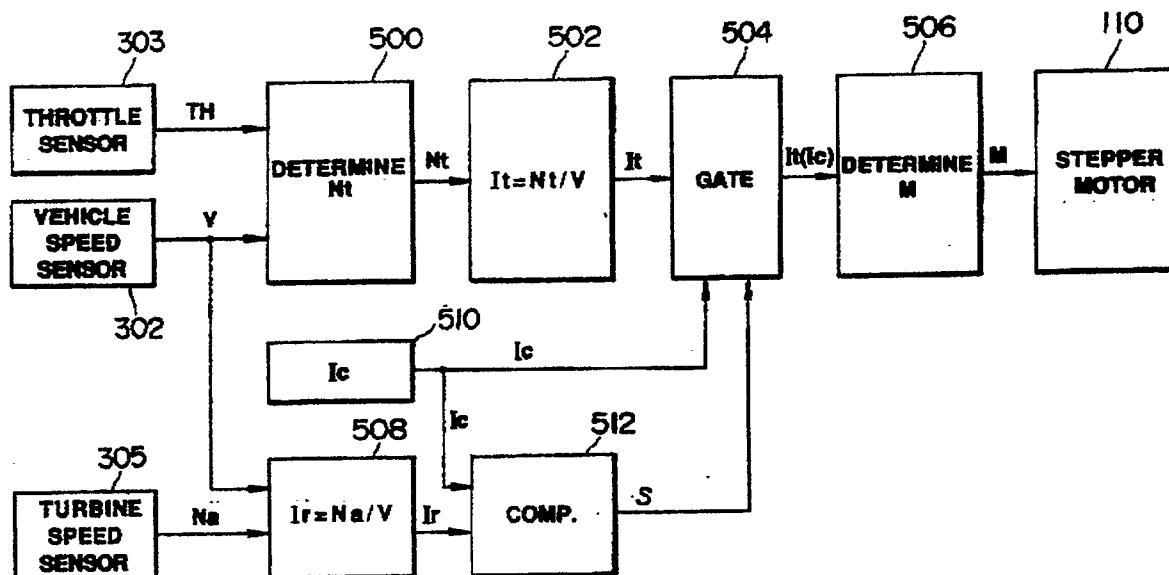 303
500
502
504
506
110
THROTTLE
SENSOR
TH
DETERMINE
Nt
Nt
It=Nt/V
It
GATE
It(Ic)
DETERMINE
M
M
STEPPER
MOTOR
VEHICLE
SPEED
SENSOR
V
302
510
Ic
Ic
Ic
305
508
512
TURBINE
SPEED
SENSOR
Na
Ir=Na/V
Ir
COMP.
S